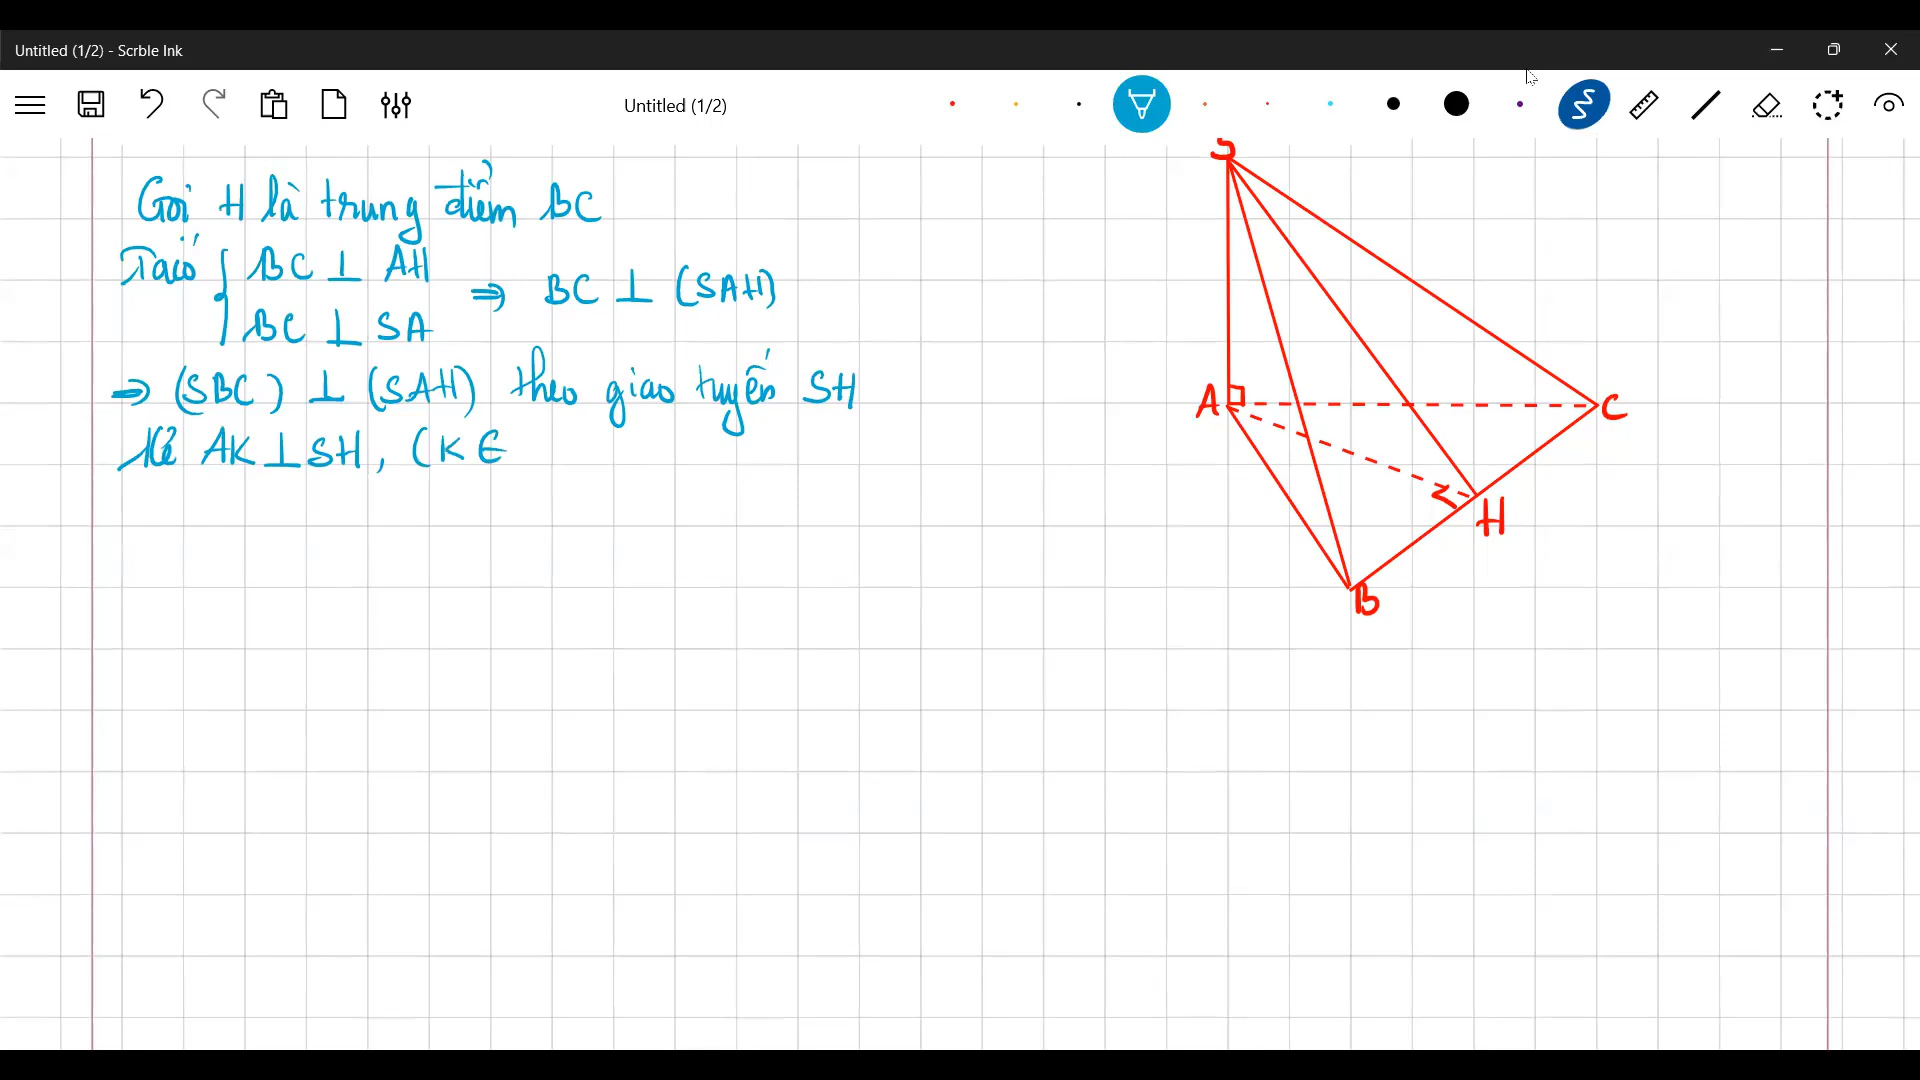 Untitled (1/2) - Scrble Ink
Untitled (1/2)
Gọi H là trung điểm BC
Ta có { BC ⊥ AH
BC ⊥ SA
⇒ BC ⊥ (SAH)
⇒ (SBC) ⊥ (SAH) theo giao tuyến SH
Kẻ AK ⊥ SH, (K ∈
S
A
C
H
B